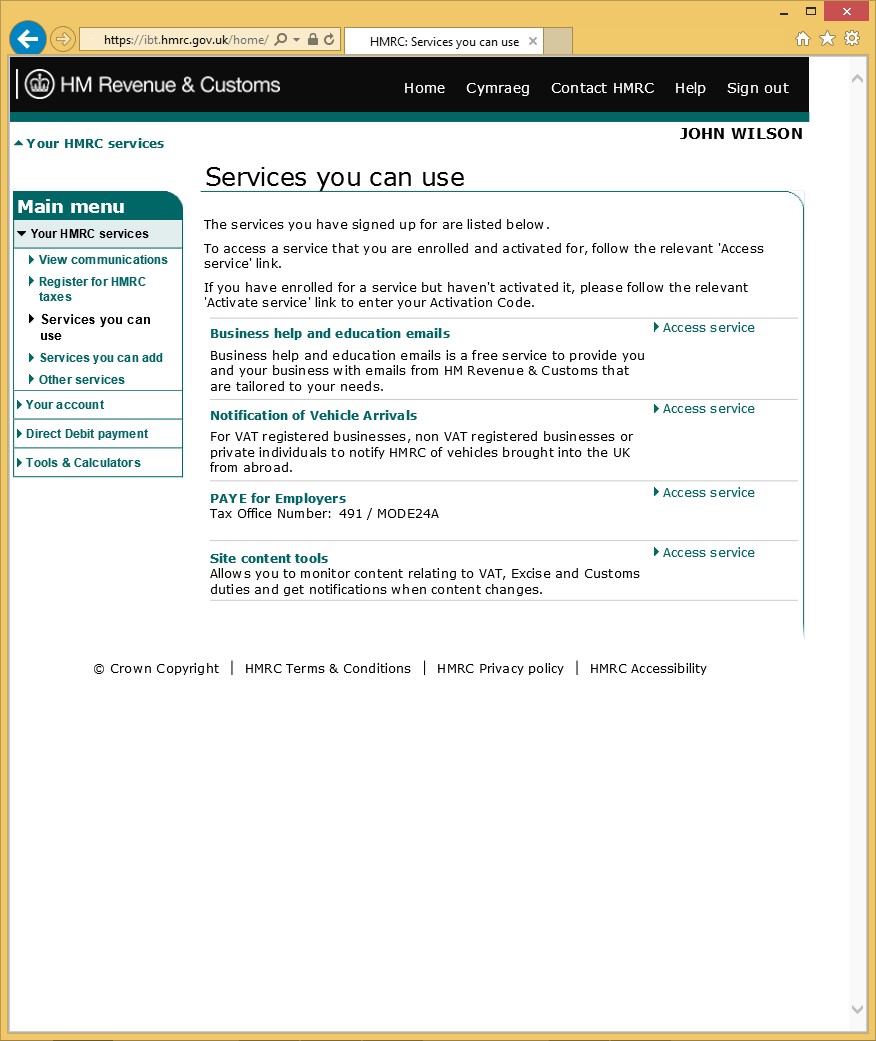 https://ibt.hmrc.gov.uk/home/
HMRC: Services you can use
HM Revenue & Customs
Home Cymraeg Contact HMRC Help Sign out
JOHN WILSON
Your HMRC services
Services you can use
Main menu
Your HMRC services
View communications
Register for HMRC
taxes
Services you can
use
Services you can add
Other services
Your account
Direct Debit payment
Tools & Calculators
The services you have signed up for are listed below.
To access a service that you are enrolled and activated for, follow the relevant 'Access
service' link.
If you have enrolled for a service but haven't activated it, please follow the relevant
'Activate service' link to enter your Activation Code.
Business help and education emails
Access service
Business help and education emails is a free service to provide you
and your business with emails from HM Revenue & Customs that
are tailored to your needs.
Notification of Vehicle Arrivals
Access service
For VAT registered businesses, non VAT registered businesses or
private individuals to notify HMRC of vehicles brought into the UK
from abroad.
PAYE for Employers
Access service
Tax Office Number: 491 / MODE24A
Site content tools
Access service
Allows you to monitor content relating to VAT, Excise and Customs
duties and get notifications when content changes.
© Crown Copyright | HMRC Terms & Conditions | HMRC Privacy policy | HMRC Accessibility